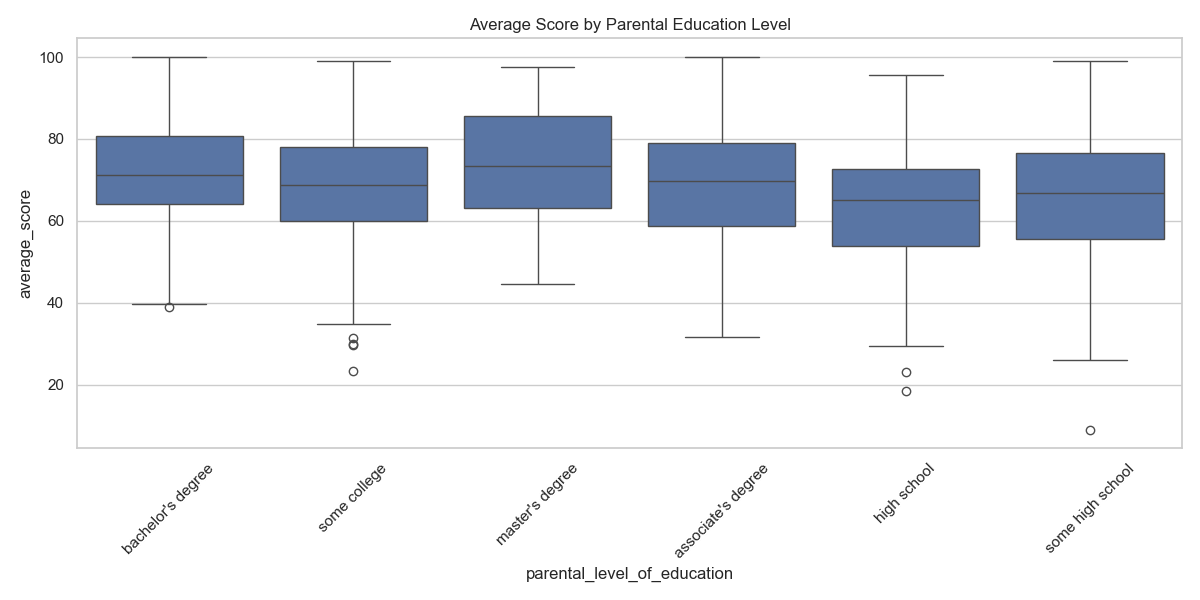 Average Score by Parental Education Level
average_score
100
80
60
40
20
bachelor's degree
some college
master's degree
associate's degree
high school
some high school
parental_level_of_education